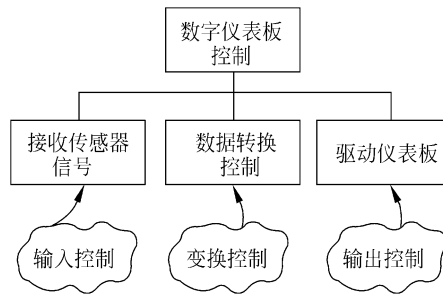 数字仪表板
控制
接收传感器
信号
数据转换
控制
驱动仪表板
输入控制
变换控制
输出控制